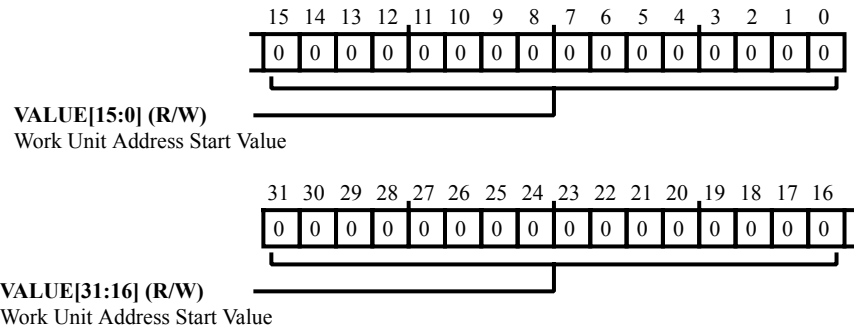 15 14 13 12 11 10 9 8 7 6 5 4 3 2 1 0
0 0 0 0 0 0 0 0 0 0 0 0 0 0 0 0
VALUE[15:0] (R/W)
Work Unit Address Start Value
31 30 29 28 27 26 25 24 23 22 21 20 19 18 17 16
0 0 0 0 0 0 0 0 0 0 0 0 0 0 0 0
VALUE[31:16] (R/W)
Work Unit Address Start Value